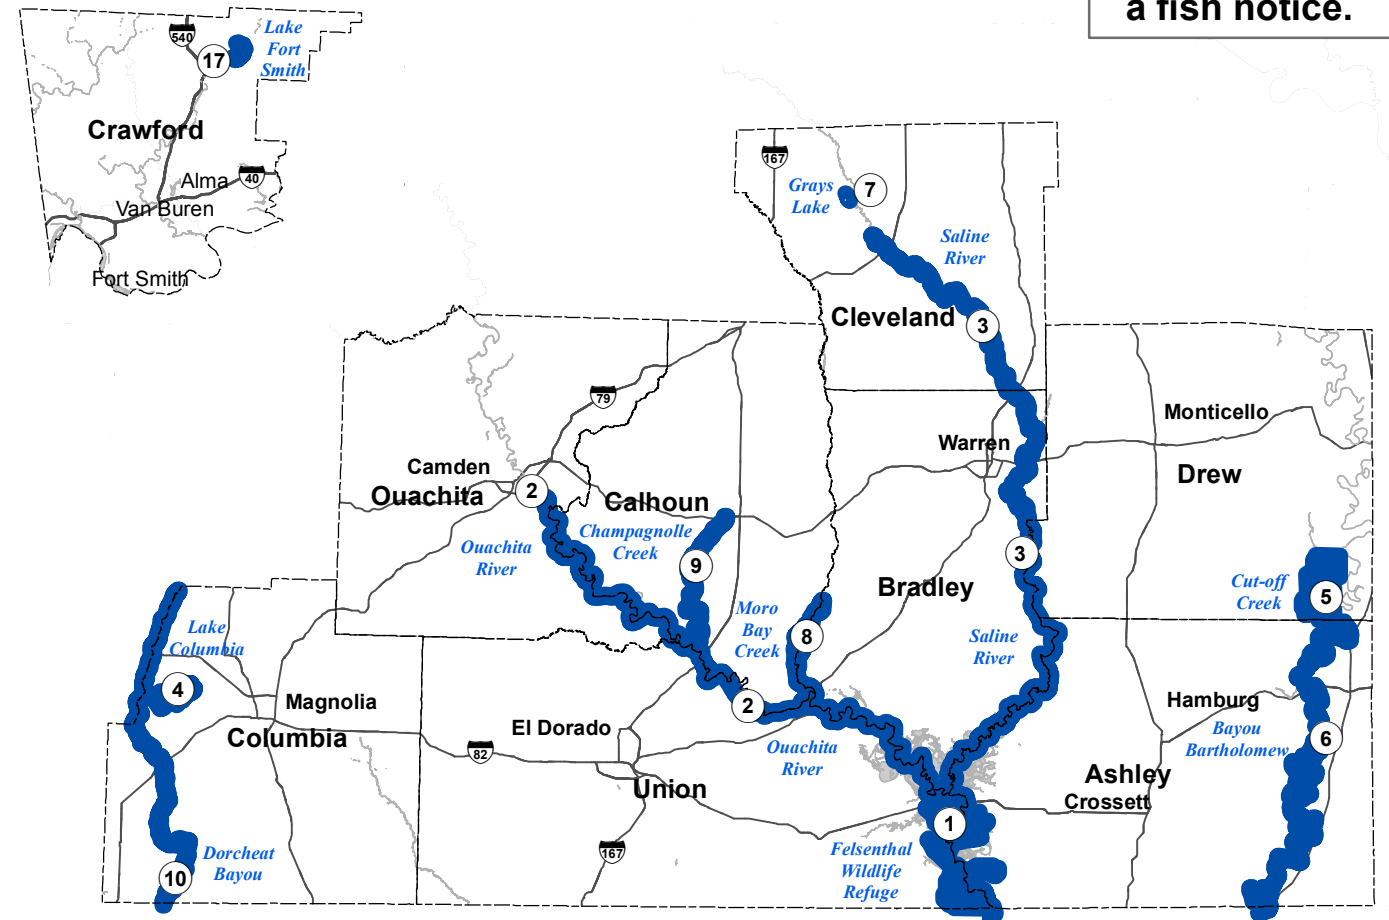 a fish notice.
540
17
Lake
Fort
Smith
Crawford
Alma
40
Van Buren
Fort Smith
167
Grays
Lake
7
Saline
River
Cleveland
3
79
Monticello
Warren
Drew
Camden
Ouachita
2
Calhoun
Champagnolle
Creek
Ouachita
River
9
3
Bradley
Cut-off
Creek
5
Moro
Bay
Creek
8
Saline
River
Lake
Columbia
4
Magnolia
Columbia
2
El Dorado
82
Union
Ouachita
River
Hamburg
Bayou
Bartholomew
6
Ashley
Crossett
1
Felsenthal
Wildlife
Refuge
167
Dorcheat
Bayou
10